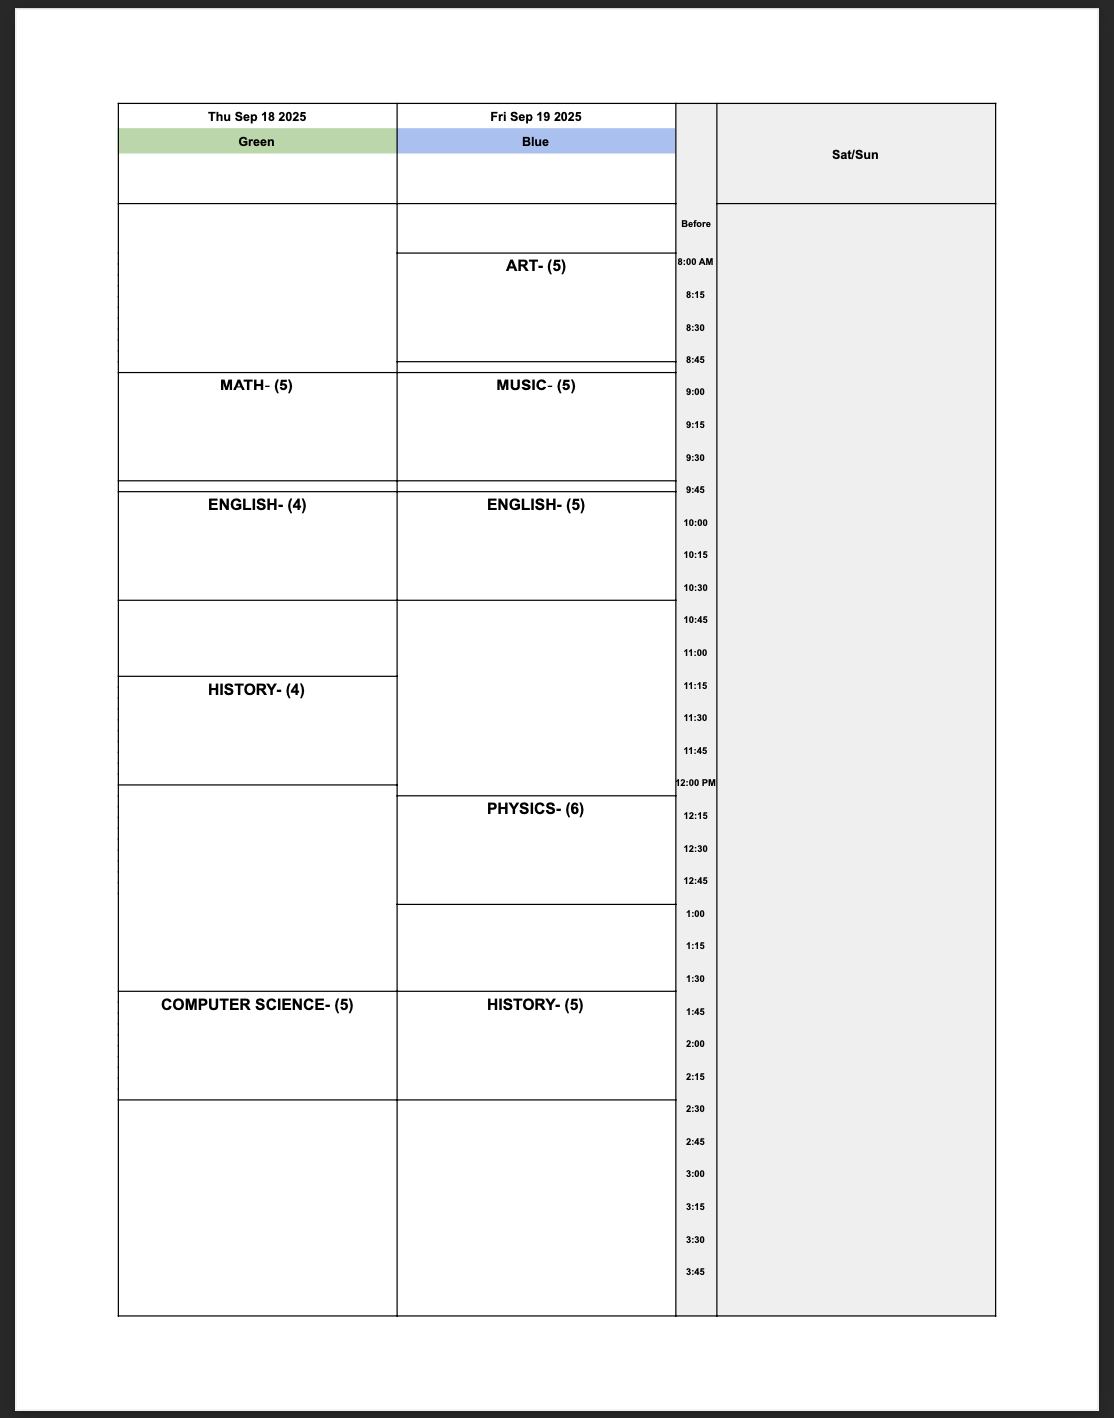 Thu Sep 18 2025
Fri Sep 19 2025
Green
Blue
Sat/Sun
Before
ART- (5)
8:00 AM
8:15
8:30
8:45
MATH- (5)
MUSIC- (5)
9:00
9:15
9:30
9:45
ENGLISH- (4)
ENGLISH- (5)
10:00
10:15
10:30
10:45
11:00
HISTORY- (4)
11:15
11:30
11:45
12:00 PM
PHYSICS- (6)
12:15
12:30
12:45
1:00
1:15
1:30
COMPUTER SCIENCE- (5)
HISTORY- (5)
1:45
2:00
2:15
2:30
2:45
3:00
3:15
3:30
3:45